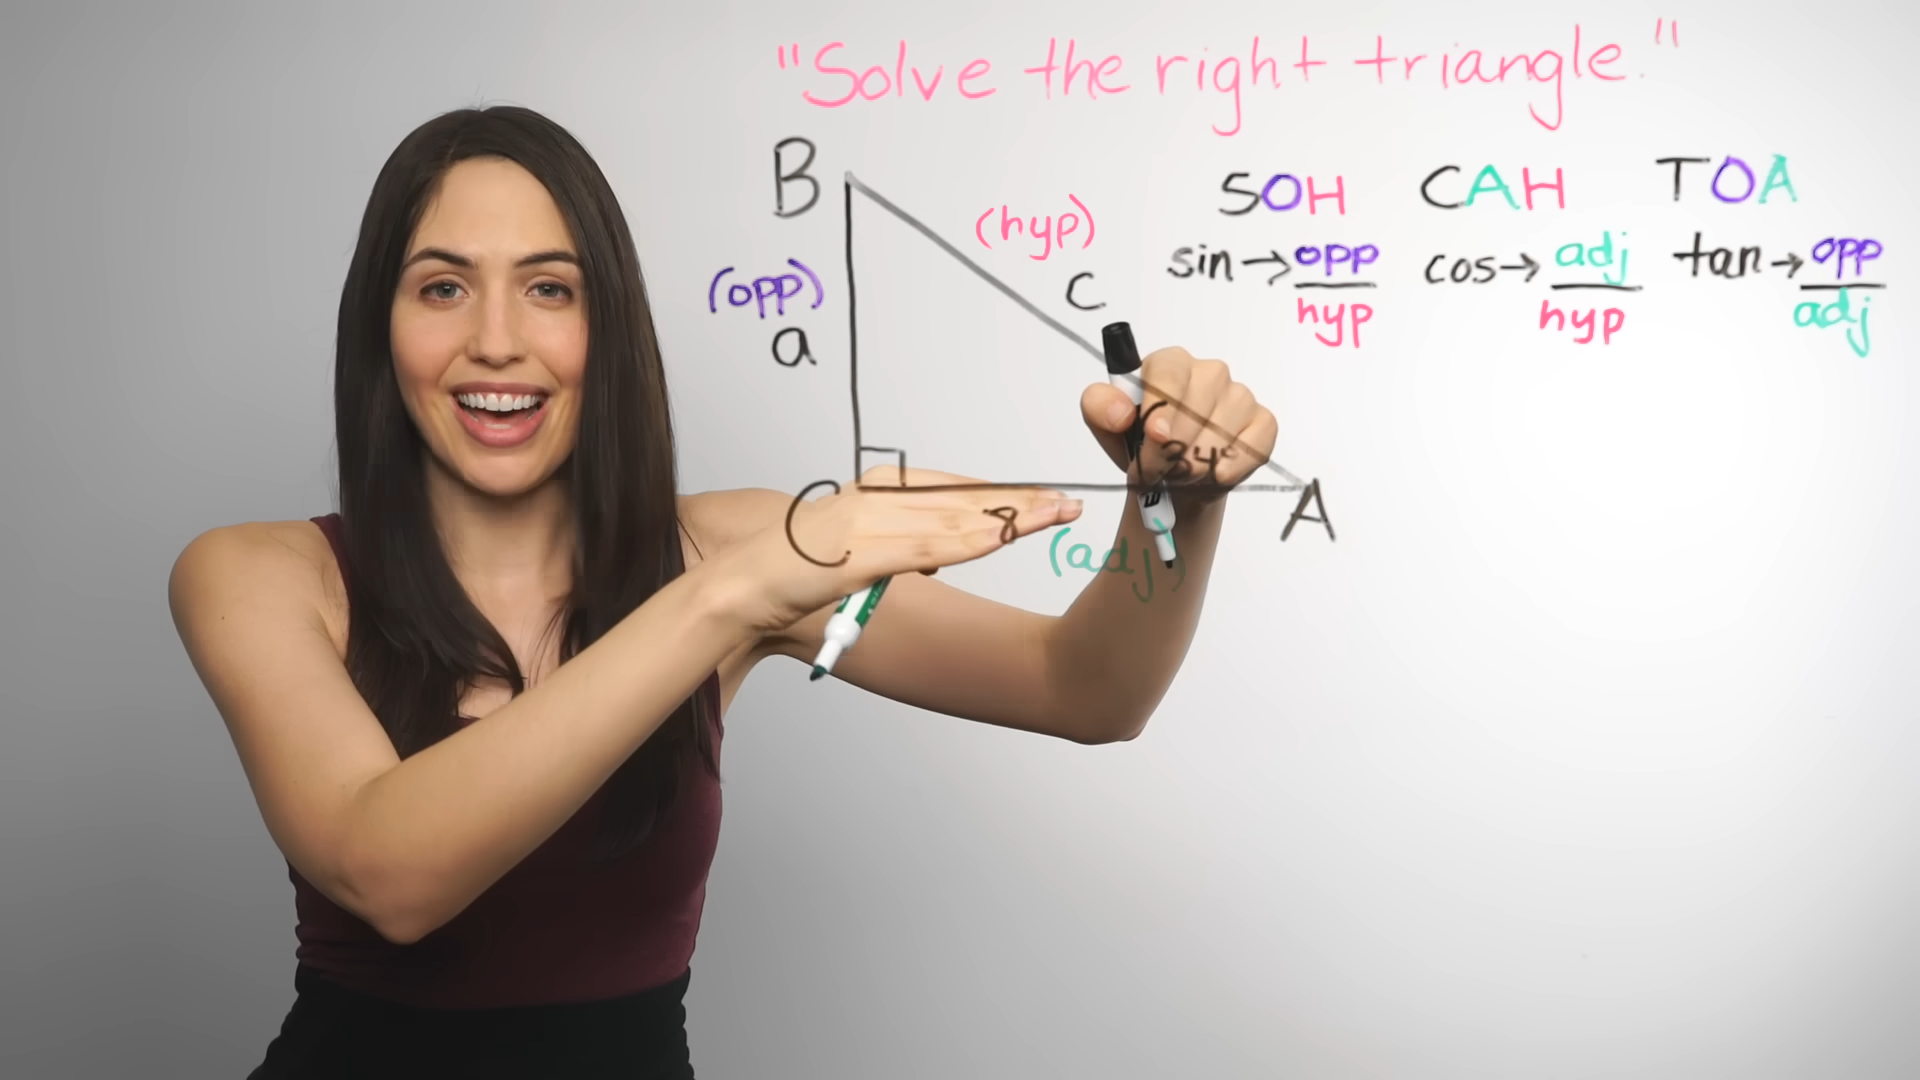 "Solve the right triangle."
B
(hyp)
SOH CAH TOA
(opp)
a
c
sin → opp/hyp
cos → adj/hyp
tan → opp/adj
34°
C
8
(adj)
A